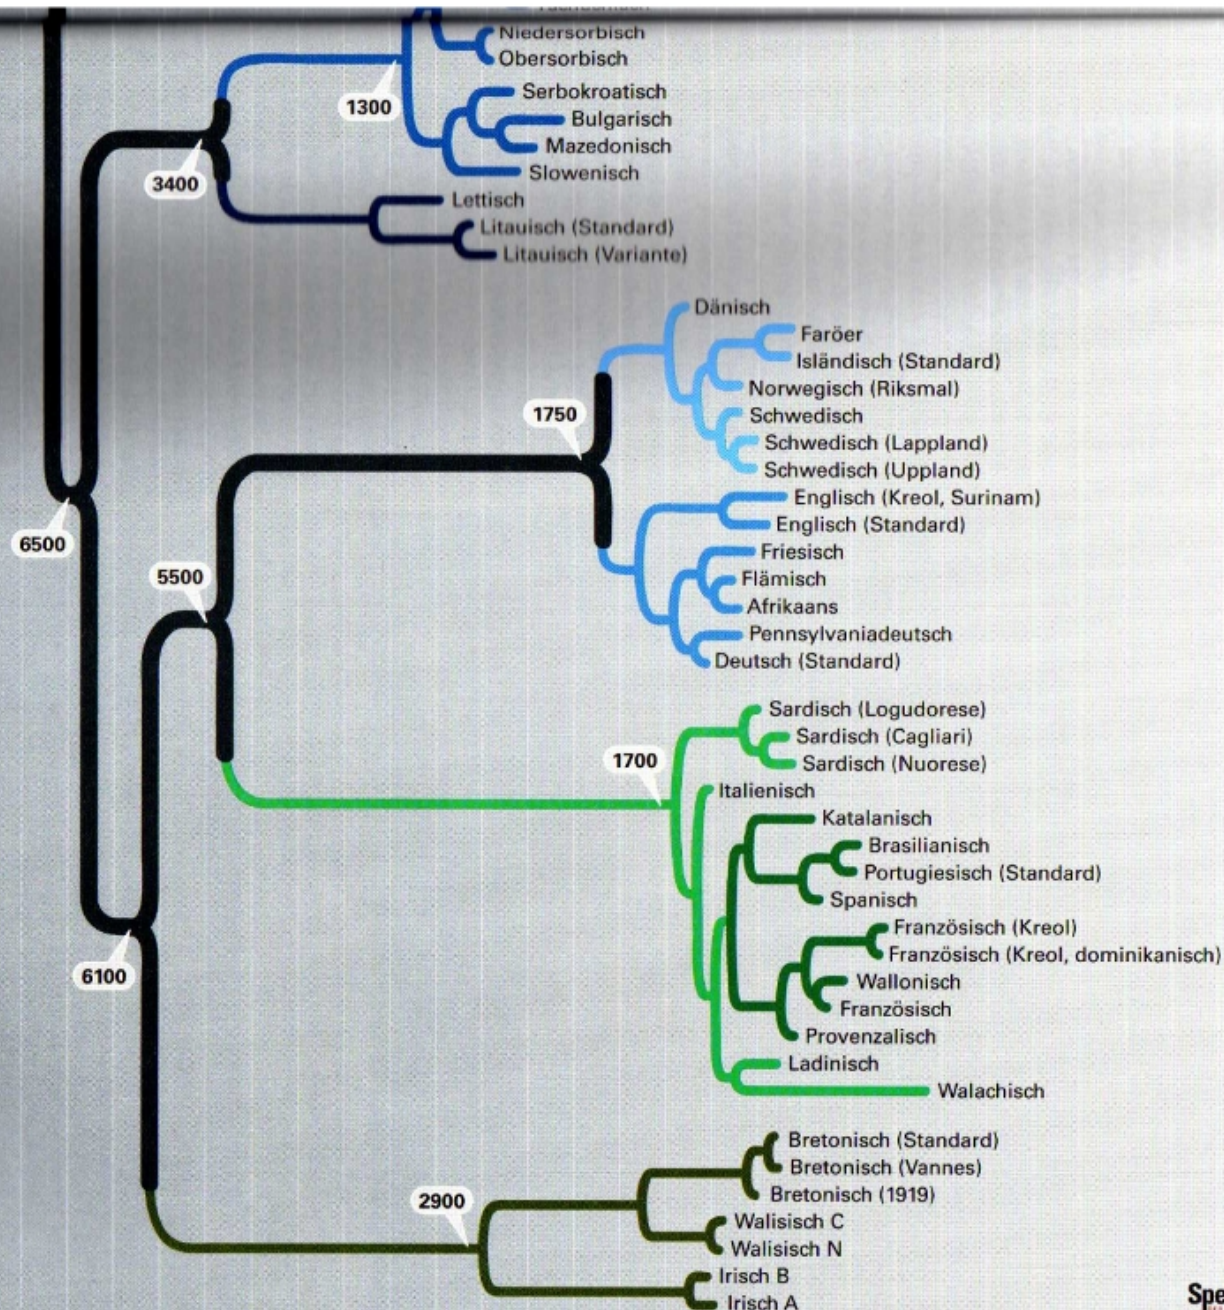 Niedersorbisch
Obersorbisch
Serbokroatisch
1300
Bulgarisch
Mazedonisch
Slowenisch
3400
Lettisch
Litauisch (Standard)
Litauisch (Variante)
Dänisch
Faröer
Isländisch (Standard)
Norwegisch (Riksmal)
1750
Schwedisch
Schwedisch (Lappland)
Schwedisch (Uppland)
Englisch (Kreol, Surinam)
Englisch (Standard)
6500
Friesisch
5500
Flämisch
Afrikaans
Pennsylvaniadeutsch
Deutsch (Standard)
Sardisch (Logudorese)
Sardisch (Cagliari)
1700
Sardisch (Nuorese)
Italienisch
Katalanisch
Brasilianisch
Portugiesisch (Standard)
Spanisch
Französisch (Kreol)
Französisch (Kreol, dominikanisch)
6100
Wallonisch
Französisch
Provenzalisch
Ladinisch
Walachisch
Bretonisch (Standard)
Bretonisch (Vannes)
Bretonisch (1919)
2900
Walisisch C
Walisisch N
Irisch B
Irisch A
Spe